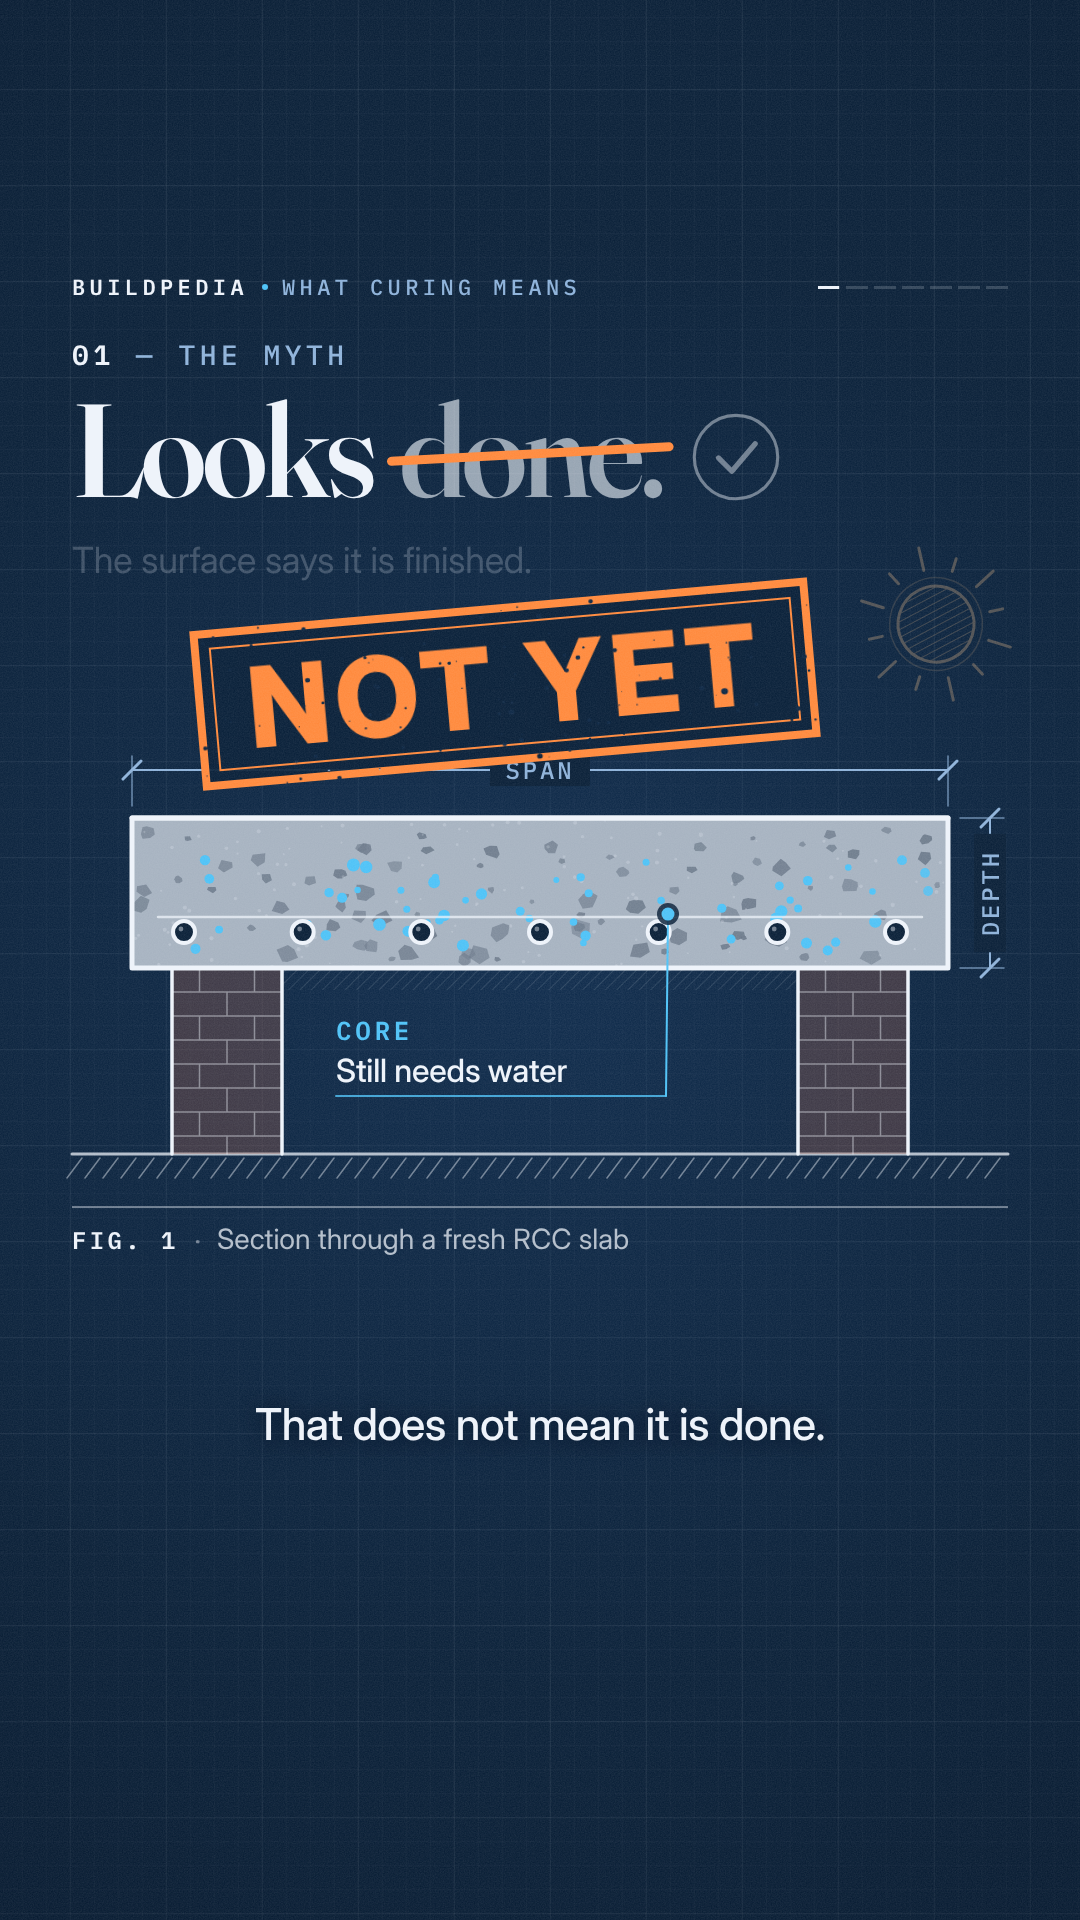 BUILDPEDIA • WHAT CURING MEANS
01 — THE MYTH
Looks done.
The surface says it is finished.
NOT YET
SPAN
DEPTH
CORE
Still needs water
FIG. 1 · Section through a fresh RCC slab
That does not mean it is done.